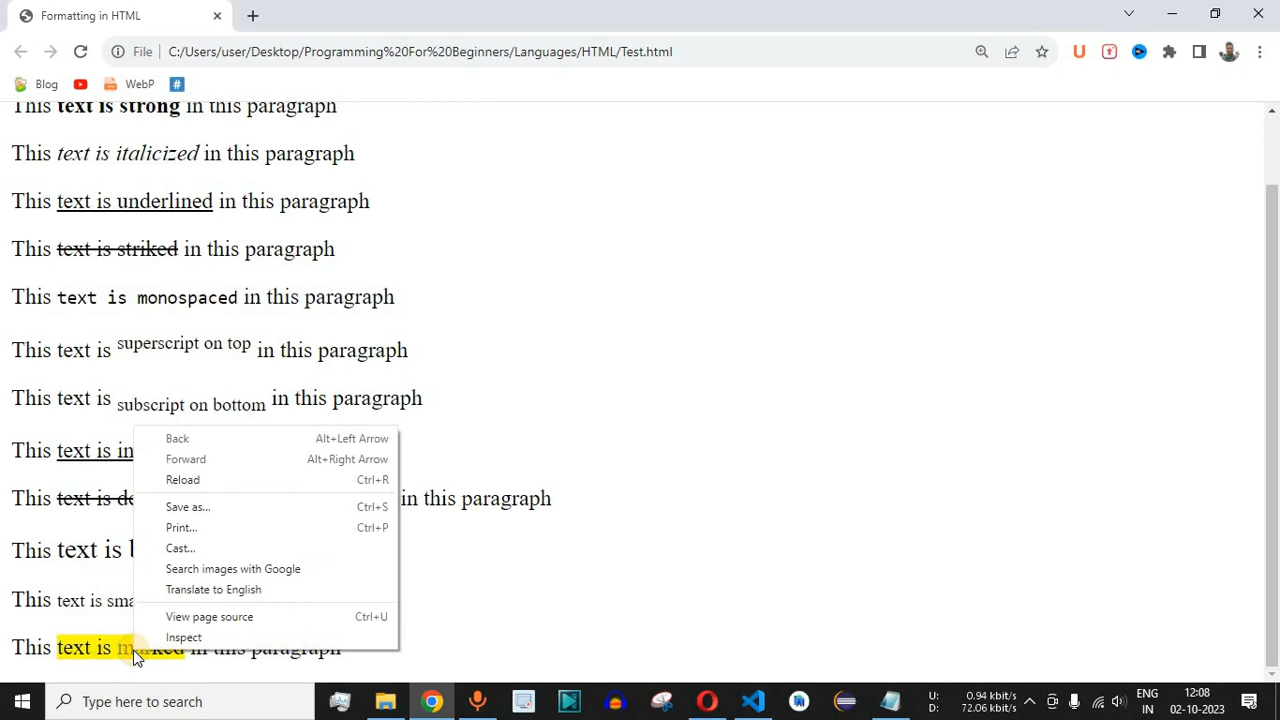 Formatting in HTML
File C:/Users/user/Desktop/Programming%20For%20Beginners/Languages/HTML/Test.html
Blog WebP
This text is strong in this paragraph
This text is italicized in this paragraph
This text is underlined in this paragraph
This text is striked in this paragraph
This text is monospaced in this paragraph
This text is superscript on top in this paragraph
This text is subscript on bottom in this paragraph
Back Alt+Left Arrow
This text is
Forward Alt+Right Arrow
Reload Ctrl+R
This text is in this paragraph
Save as... Ctrl+S
Print... Ctrl+P
This text is
Cast...
Search images with Google
Translate to English
This text is
View page source Ctrl+U
Inspect
This text is marked in this paragraph
Type here to search
U: 0.94 kbit/s
D: 72.06 kbit/s
ENG
IN
12:08
02-10-2023